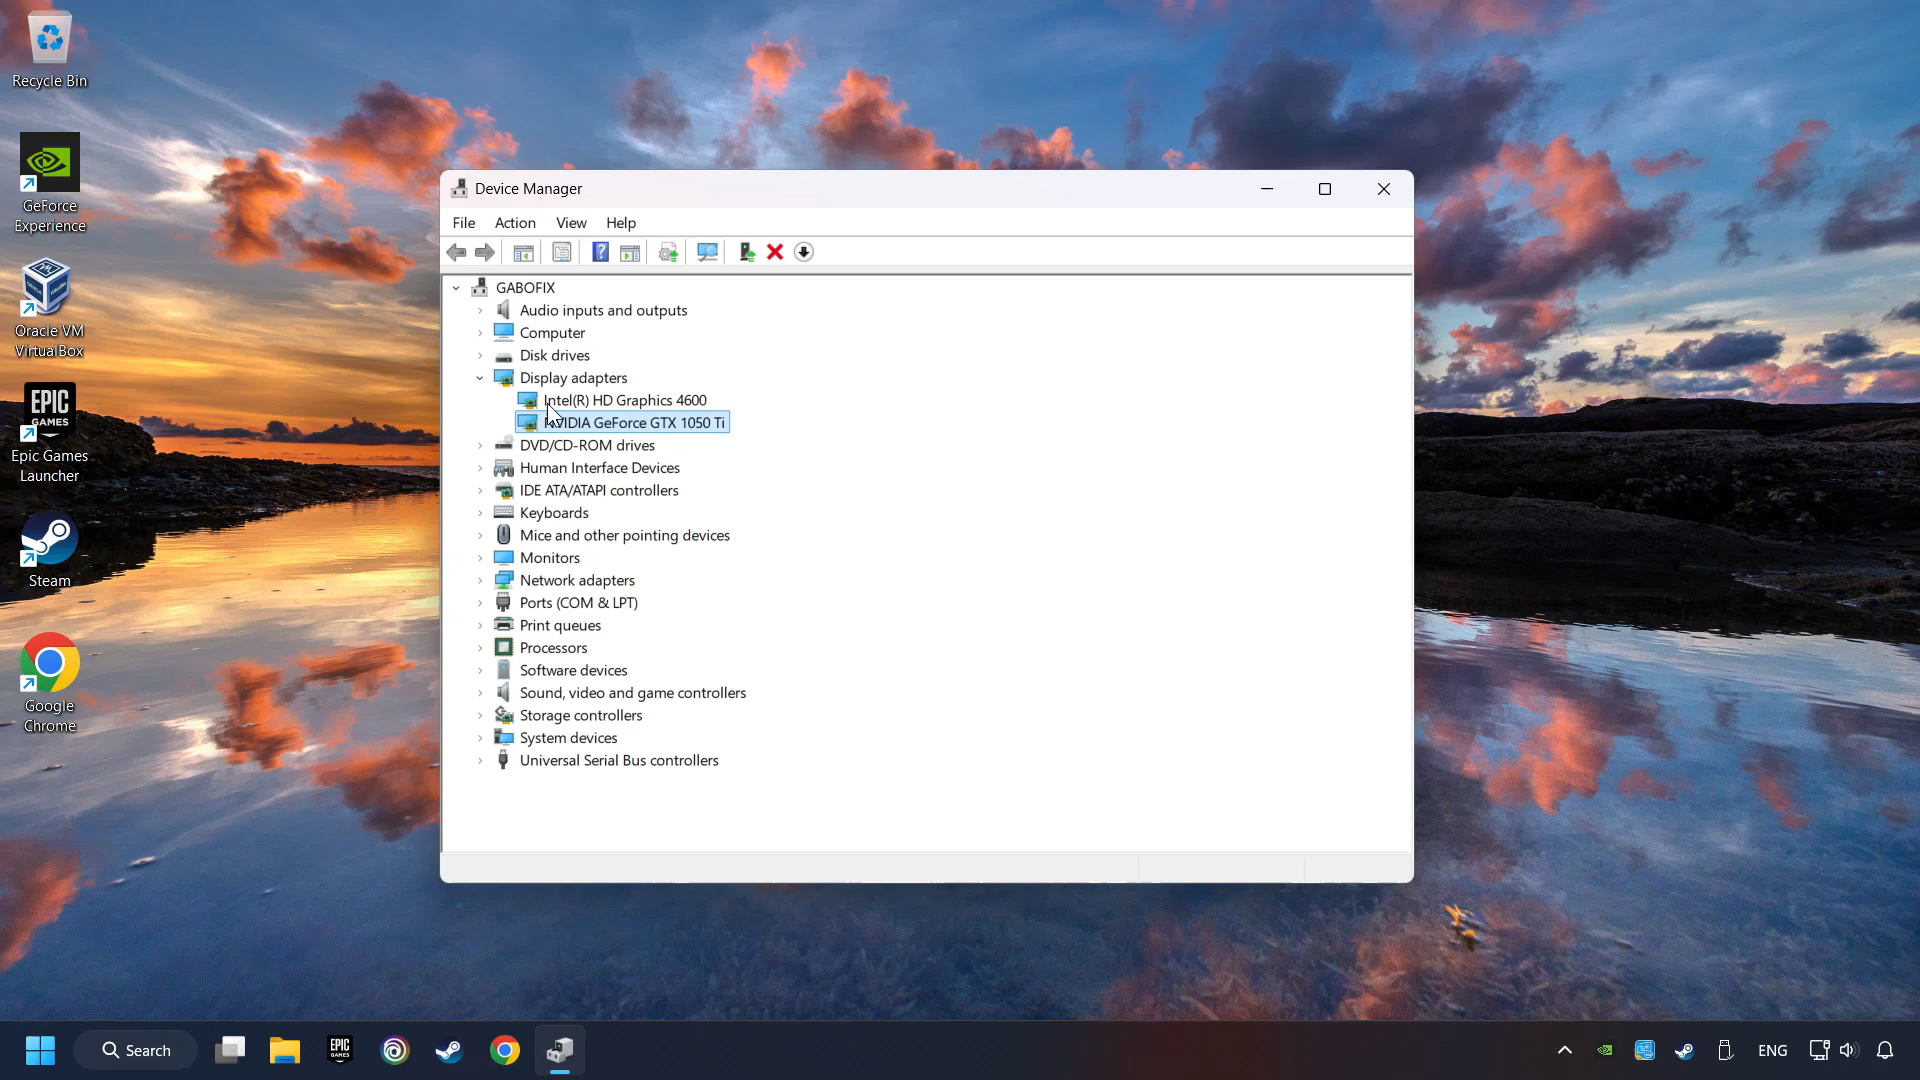 Recycle Bin
GeForce
Experience
Oracle VM
VirtualBox
EPIC
GAMES
Epic Games
Launcher
Steam
Google
Chrome
Device Manager
File Action View Help
GABOFIX
Audio inputs and outputs
Computer
Disk drives
Display adapters
Intel(R) HD Graphics 4600
NVIDIA GeForce GTX 1050 Ti
DVD/CD-ROM drives
Human Interface Devices
IDE ATA/ATAPI controllers
Keyboards
Mice and other pointing devices
Monitors
Network adapters
Ports (COM & LPT)
Print queues
Processors
Software devices
Sound, video and game controllers
Storage controllers
System devices
Universal Serial Bus controllers
Search
EPIC
GAMES
ENG